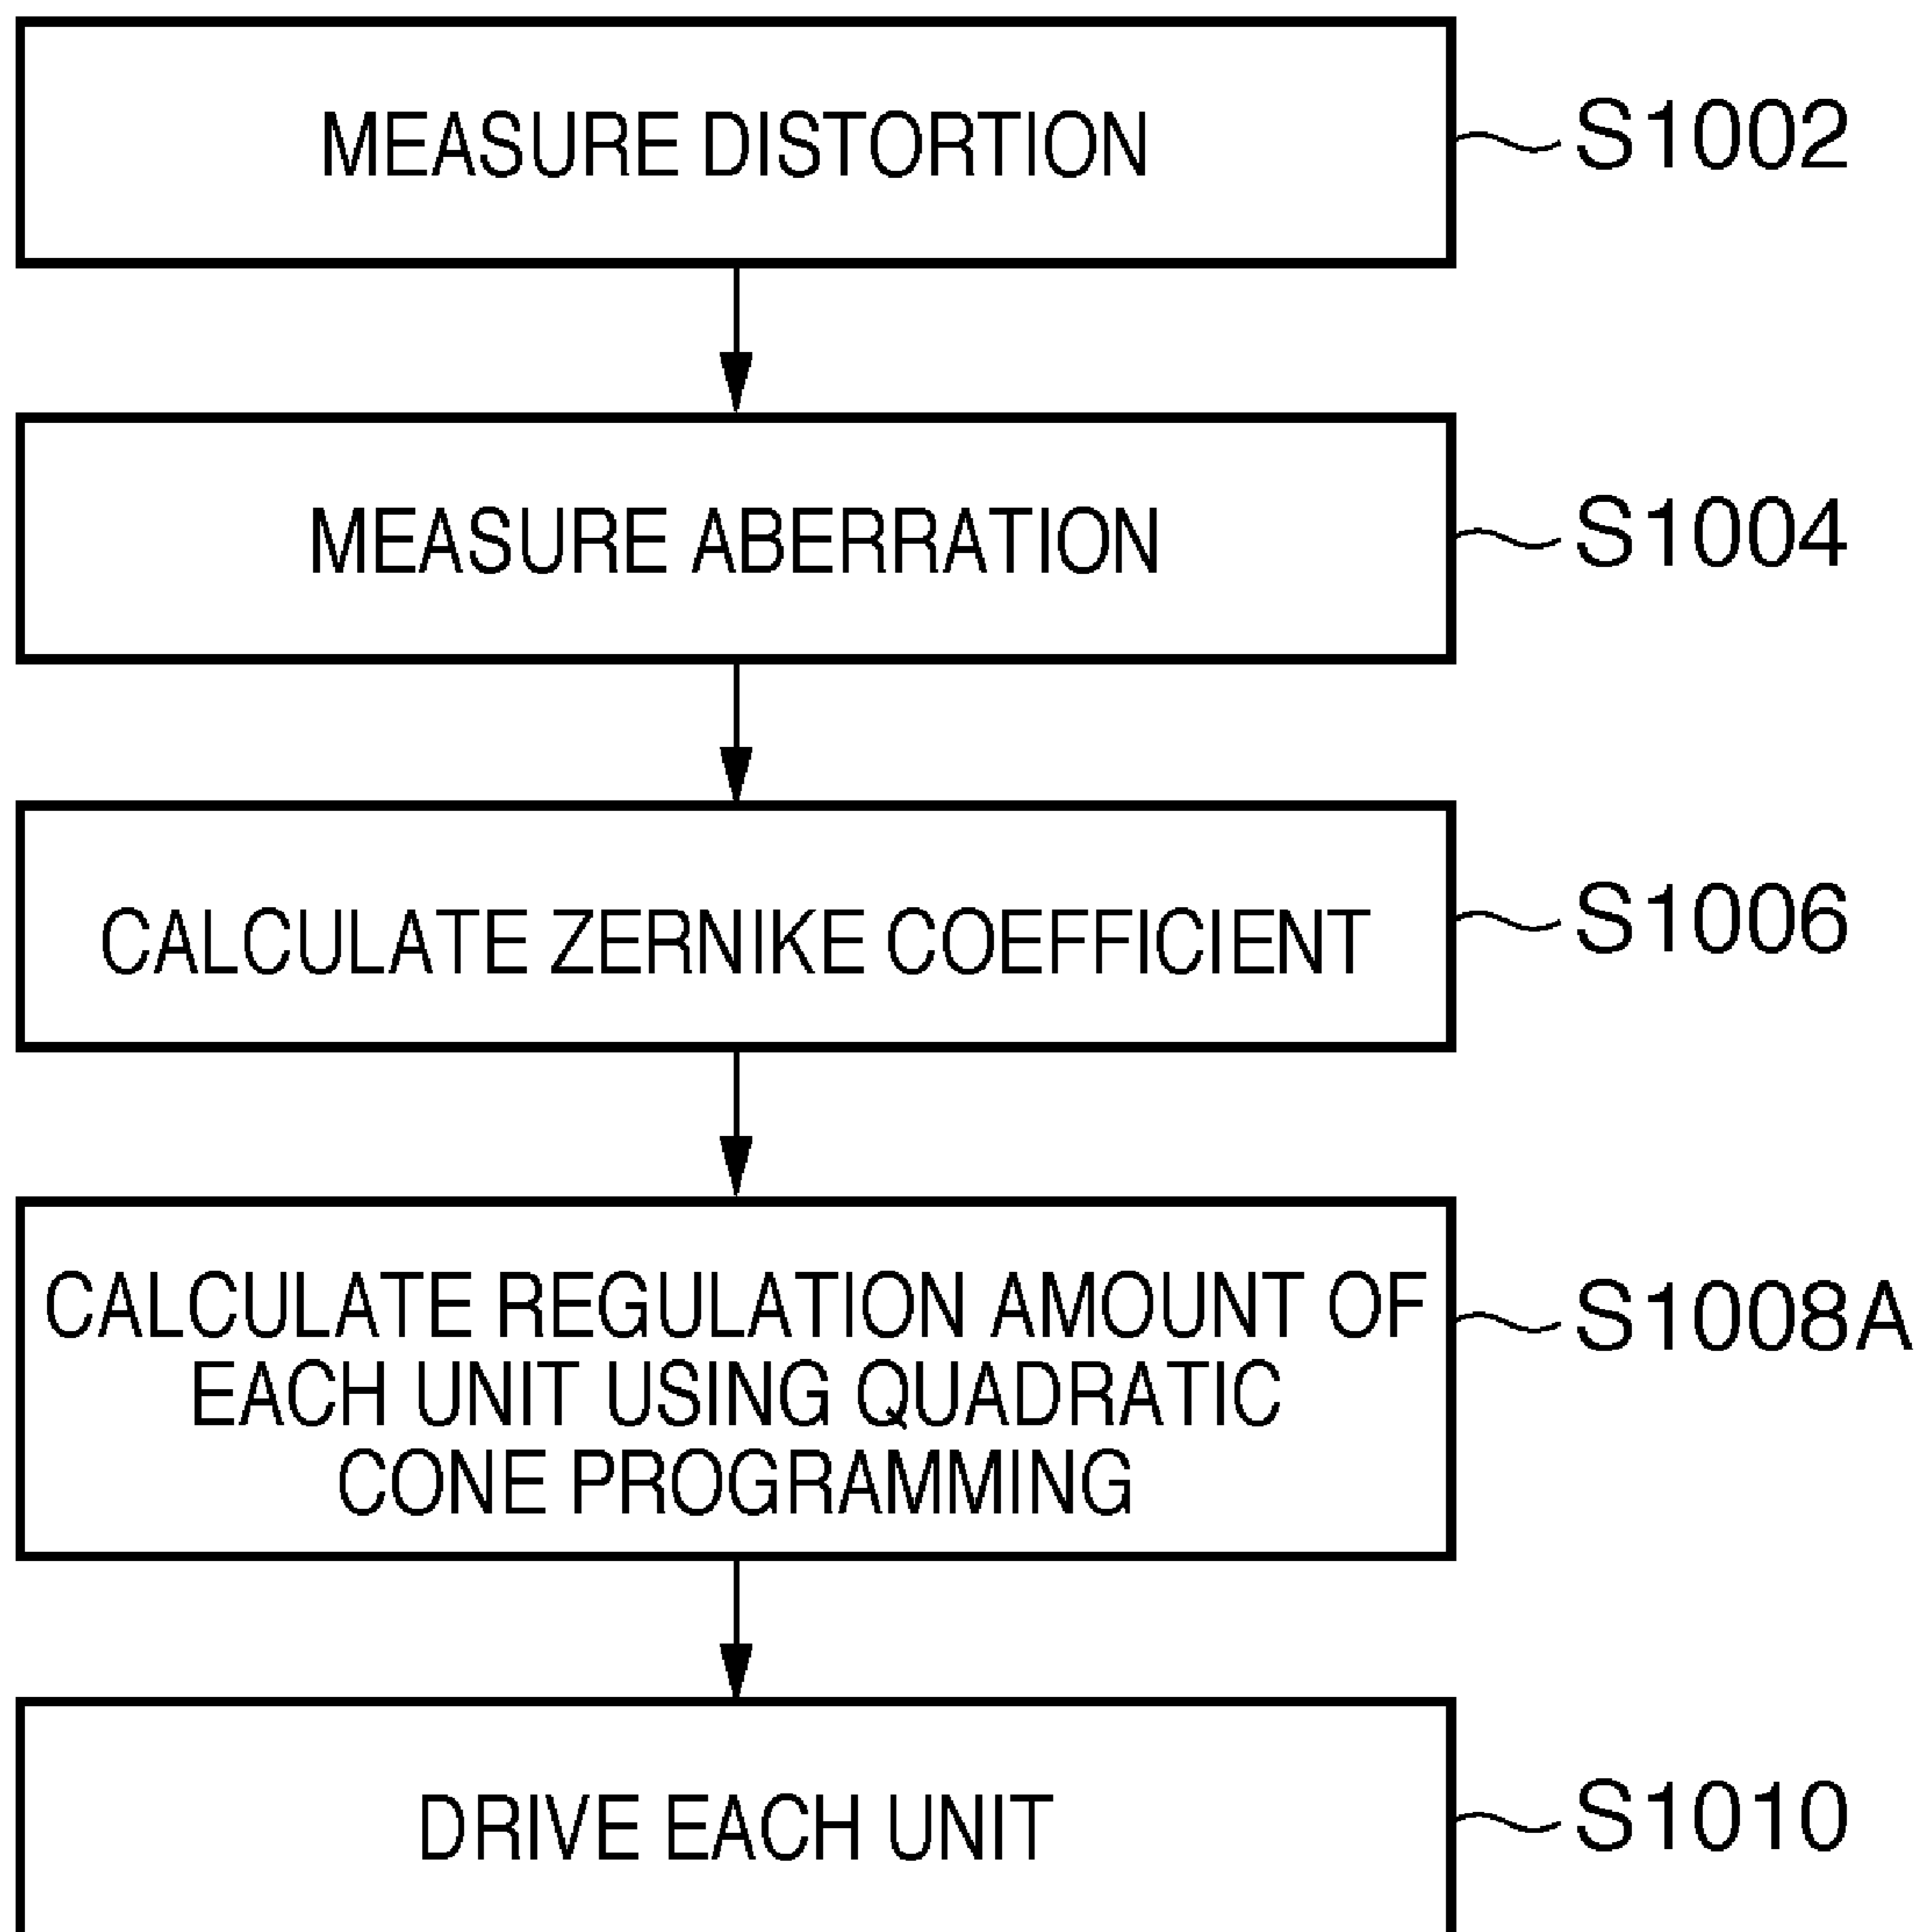 MEASURE DISTORTION
S1002
MEASURE ABERRATION
S1004
CALCULATE ZERNIKE COEFFICIENT
S1006
CALCULATE REGULATION AMOUNT OF
EACH UNIT USING QUADRATIC
CONE PROGRAMMING
S1008A
DRIVE EACH UNIT
S1010